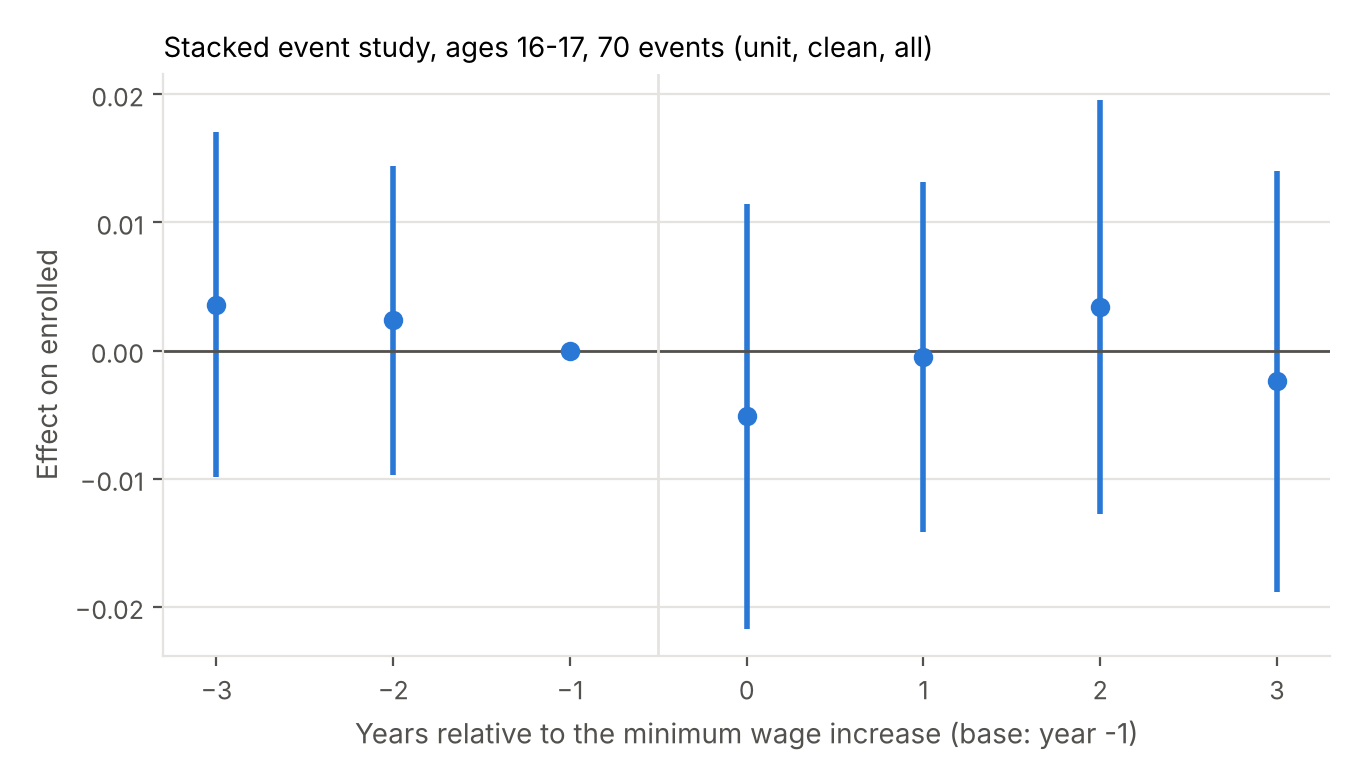 Stacked event study, ages 16-17, 70 events (unit, clean, all)
0.02
0.01
0.00
−0.01
−0.02
Effect on enrolled
−3 −2 −1 0 1 2 3
Years relative to the minimum wage increase (base: year -1)